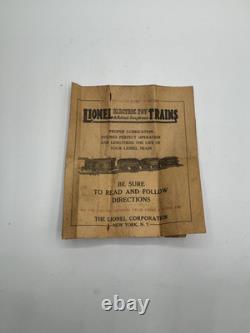 LIONEL ELECTRIC TOY TRAINS
PROPER LUBRICATION
INSURES PERFECT OPERATION
AND LENGTHENS THE LIFE OF
YOUR LIONEL TRAIN
BE SURE
TO READ AND FOLLOW
DIRECTIONS
THE LIONEL CORPORATION
NEW YORK, N. Y.